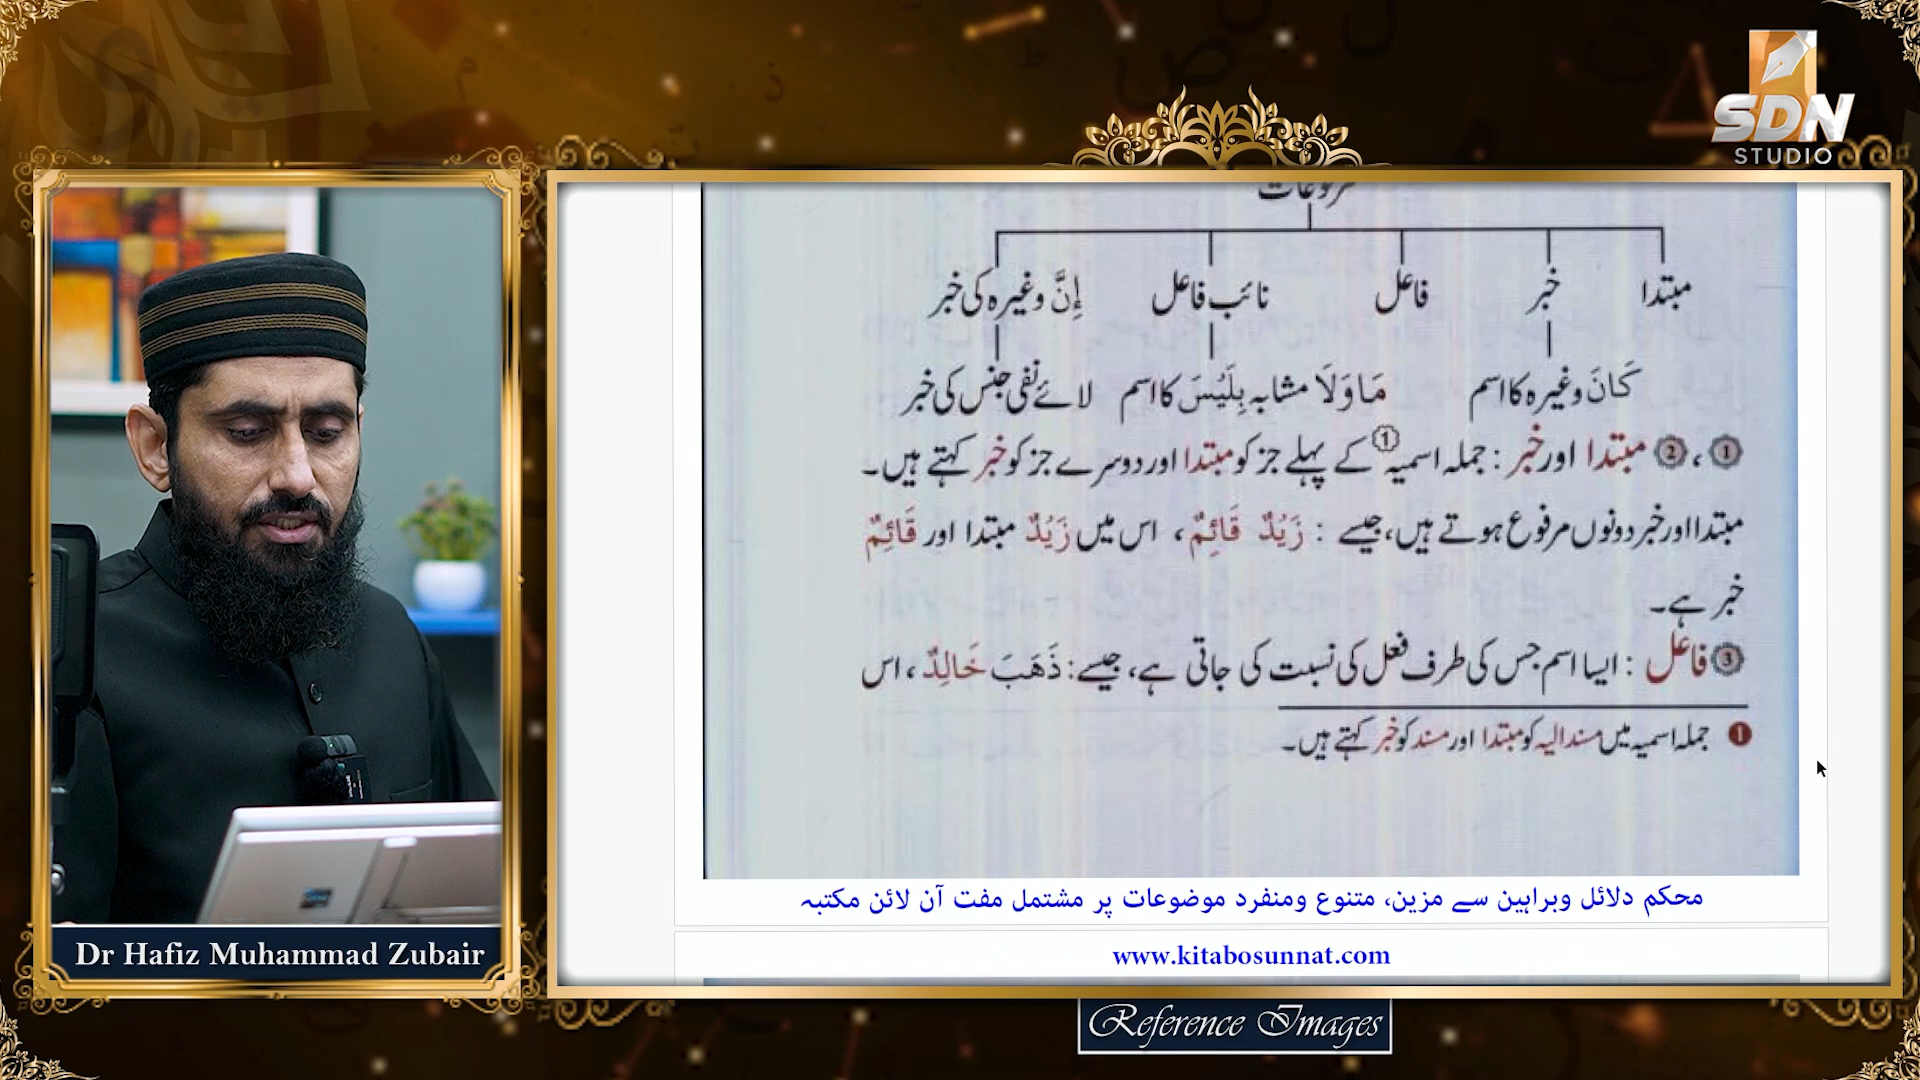 SDN
STUDIO
مرفوعات
مبتدا خبر فاعل نائب فاعل إِنَّ وغیرہ کی خبر
كَانَ وغیرہ کا اسم مَا وَلَا مشابہ بِلَيْسَ کا اسم لائے نفی جنس کی خبر
①، ② مبتدا اور خبر : جملہ اسمیہ① کے پہلے جز کو مبتدا اور دوسرے جز کو خبر کہتے ہیں۔
مبتدا اور خبر دونوں مرفوع ہوتے ہیں، جیسے : زَيْدٌ قَائِمٌ، اس میں زَيْدٌ مبتدا اور قَائِمٌ
خبر ہے۔
③ فاعل : ایسا اسم جس کی طرف فعل کی نسبت کی جاتی ہے، جیسے: ذَهَبَ خَالِدٌ، اس
① جملہ اسمیہ میں مسند الیہ کو مبتدا اور مسند کو خبر کہتے ہیں۔
محکم دلائل وبراہین سے مزین، متنوع ومنفرد موضوعات پر مشتمل مفت آن لائن مکتبہ
www.kitabosunnat.com
Dr Hafiz Muhammad Zubair
Reference Images